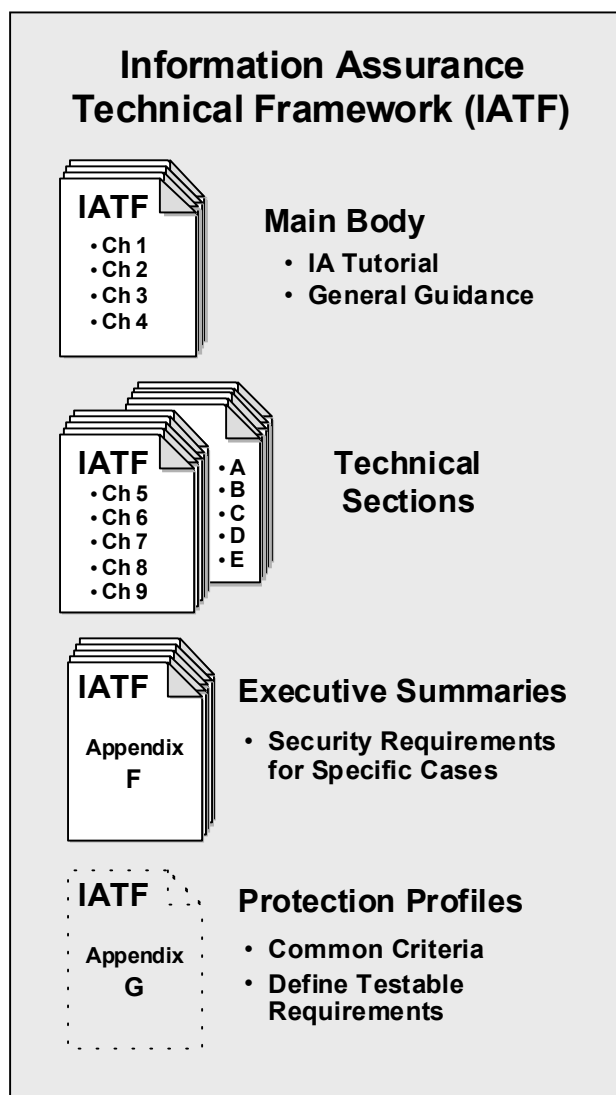 Information Assurance
Technical Framework (IATF)
IATF
• Ch 1
• Ch 2
• Ch 3
• Ch 4
Main Body
• IA Tutorial
• General Guidance
IATF
• Ch 5
• Ch 6
• Ch 7
• Ch 8
• Ch 9
• A
• B
• C
• D
• E
Technical
Sections
IATF
Appendix
F
Executive Summaries
• Security Requirements
for Specific Cases
IATF
Appendix
G
Protection Profiles
• Common Criteria
• Define Testable
Requirements